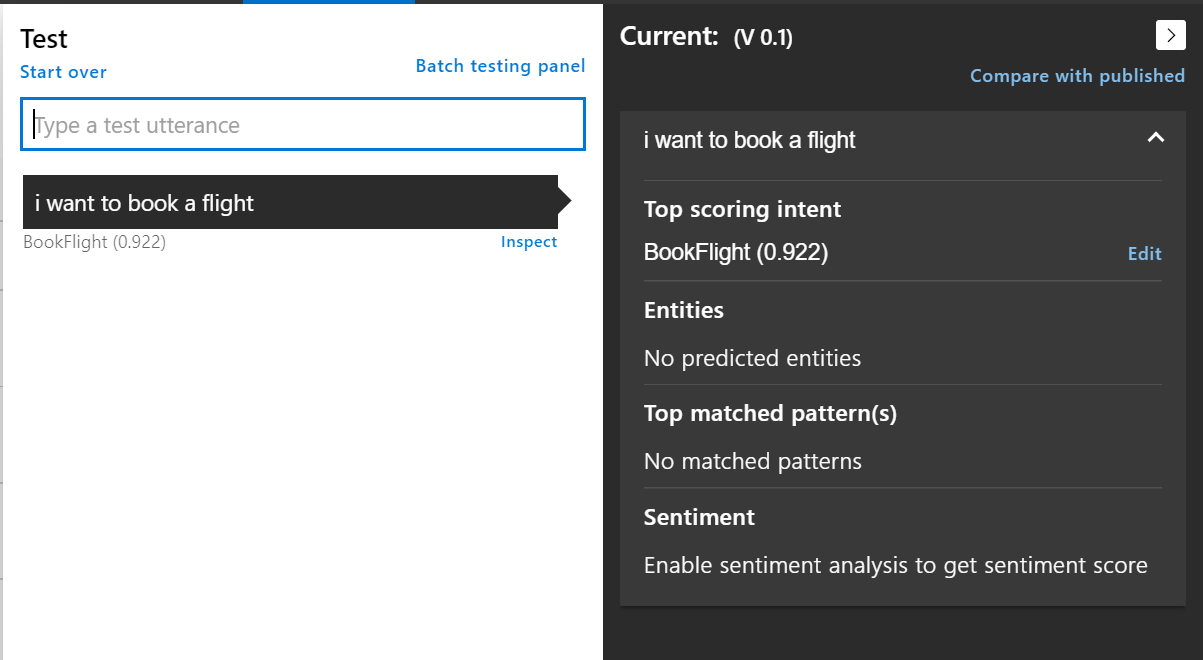 Test
Start over
Batch testing panel
Type a test utterance
i want to book a flight
BookFlight (0.922)
Inspect
Current: (V 0.1)
Compare with published
i want to book a flight
Top scoring intent
BookFlight (0.922)
Edit
Entities
No predicted entities
Top matched pattern(s)
No matched patterns
Sentiment
Enable sentiment analysis to get sentiment score